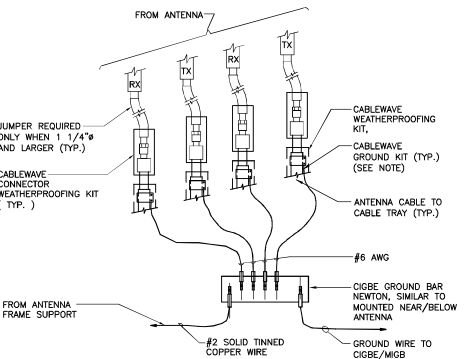 FROM ANTENNA
TX
RX
TX
RX
JUMPER REQUIRED
ONLY WHEN 1 1/4"ø
AND LARGER (TYP.)
CABLEWAVE
CONNECTOR
WEATHERPROOFING KIT
( TYP. )
CABLEWAVE
WEATHERPROOFING
KIT,
CABLEWAVE
GROUND KIT (TYP.)
(SEE NOTE)
ANTENNA CABLE TO
CABLE TRAY (TYP.)
#6 AWG
CIGBE GROUND BAR
NEWTON, SIMILAR TO
MOUNTED NEAR/BELOW
ANTENNA
FROM ANTENNA
FRAME SUPPORT
#2 SOLID TINNED
COPPER WIRE
GROUND WIRE TO
CIGBE/MIGB